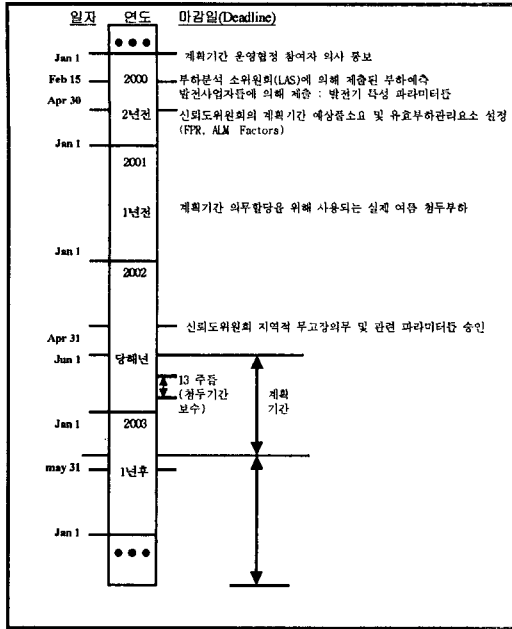 일자 연도 마감일(Deadline)
●●●
Jan 1 계획기간 운영협정 참여자 의사 통보
Feb 15 2000 부하분석 소위원회(LAS)에 의해 제출된 부하예측
발전사업자들에 의해 제출 : 발전기 특성 파라미터들
Apr 30 2년전 신뢰도위원회의 계획기간 예상풀소요 및 유효부하관리요소 설정
(FPR, ALM Factors)
Jan 1
2001
1년전 계획기간 의무할당을 위해 사용되는 실제 여름 첨두부하
Jan 1
2002
Apr 31 신뢰도위원회 지역적 무고장의무 및 관련 파라미터들 승인
Jun 1 당해년
13 주들
(첨두기간
보수)
계획
기간
Jan 1 2003
may 31 1년후
Jan 1
●●●